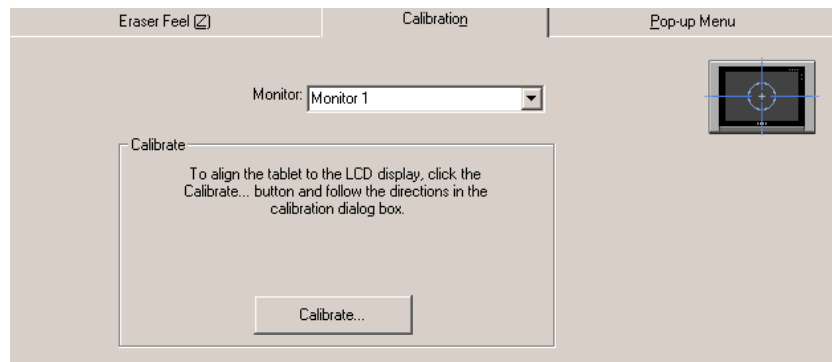 Eraser Feel (Z)
Calibration
Pop-up Menu
Monitor: Monitor 1
Calibrate
To align the tablet to the LCD display, click the
Calibrate... button and follow the directions in the
calibration dialog box.
Calibrate...